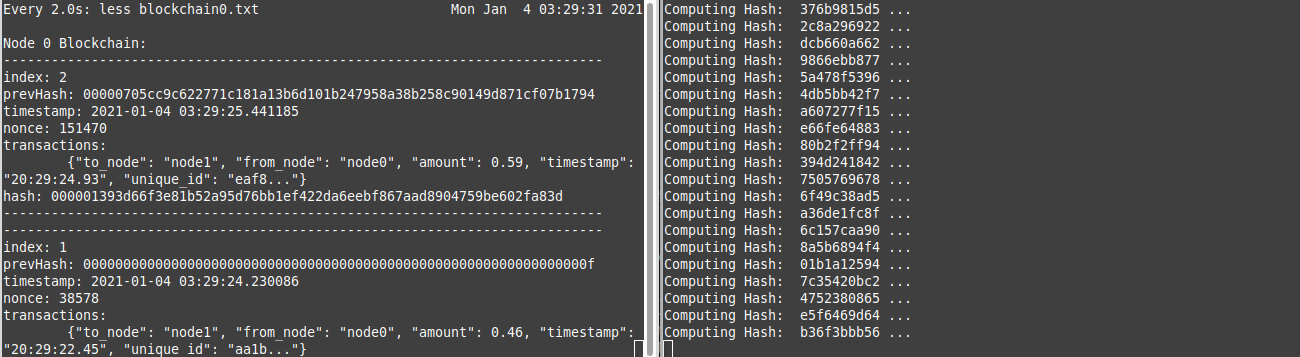 Every 2.0s: less blockchain0.txt Mon Jan  4 03:29:31 2021
Node 0 Blockchain:
---------------------------------------------------------------------------
index: 2
prevHash: 00000705cc9c622771c181a13b6d101b247958a38b258c90149d871cf07b1794
timestamp: 2021-01-04 03:29:25.441185
nonce: 151470
transactions:
{"to_node": "node1", "from_node": "node0", "amount": 0.59, "timestamp":
"20:29:24.93", "unique_id": "eaf8..."}
hash: 000001393d66f3e81b52a95d76bb1ef422da6eebf867aad8904759be602fa83d
---------------------------------------------------------------------------
---------------------------------------------------------------------------
index: 1
prevHash: 000000000000000000000000000000000000000000000000000000000000000f
timestamp: 2021-01-04 03:29:24.230086
nonce: 38578
transactions:
{"to_node": "node1", "from_node": "node0", "amount": 0.46, "timestamp":
"20:29:22.45", "unique_id": "aa1b..."}
Computing Hash:  376b9815d5 ...
Computing Hash:  2c8a296922 ...
Computing Hash:  dcb660a662 ...
Computing Hash:  9866ebb877 ...
Computing Hash:  5a478f5396 ...
Computing Hash:  4db5bb42f7 ...
Computing Hash:  a607277f15 ...
Computing Hash:  e66fe64883 ...
Computing Hash:  80b2f2ff94 ...
Computing Hash:  394d241842 ...
Computing Hash:  7505769678 ...
Computing Hash:  6f49c38ad5 ...
Computing Hash:  a36de1fc8f ...
Computing Hash:  6c157caa90 ...
Computing Hash:  8a5b6894f4 ...
Computing Hash:  01b1a12594 ...
Computing Hash:  7c35420bc2 ...
Computing Hash:  4752380865 ...
Computing Hash:  e5f6469d64 ...
Computing Hash:  b36f3bbb56 ...